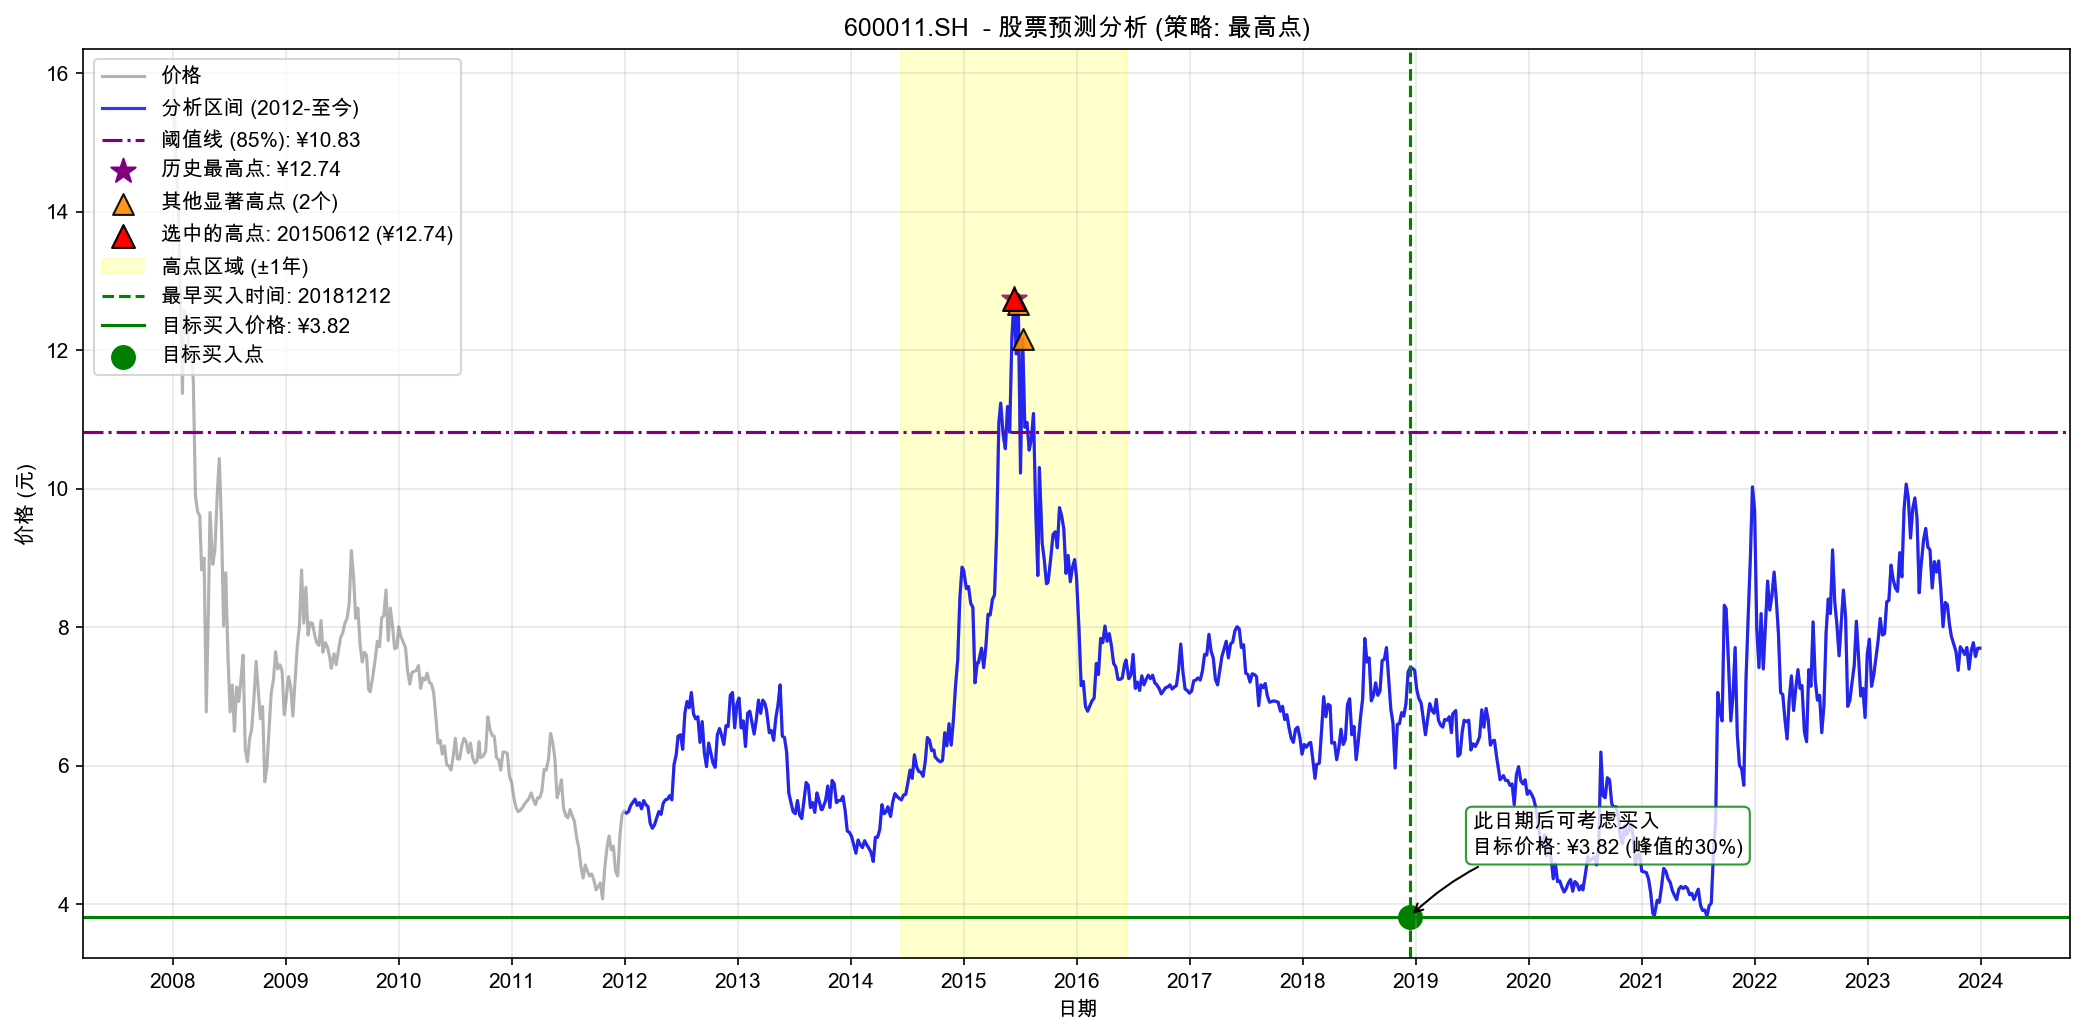 600011.SH - 股票预测分析 (策略: 最高点)
价格
分析区间 (2012-至今)
阈值线 (85%): ¥10.83
历史最高点: ¥12.74
其他显著高点 (2个)
选中的高点: 20150612 (¥12.74)
高点区域 (±1年)
最早买入时间: 20181212
目标买入价格: ¥3.82
目标买入点
价格 (元)
16
14
12
10
8
6
4
此日期后可考虑买入
目标价格: ¥3.82 (峰值的30%)
2008 2009 2010 2011 2012 2013 2014 2015 2016 2017 2018 2019 2020 2021 2022 2023 2024
日期